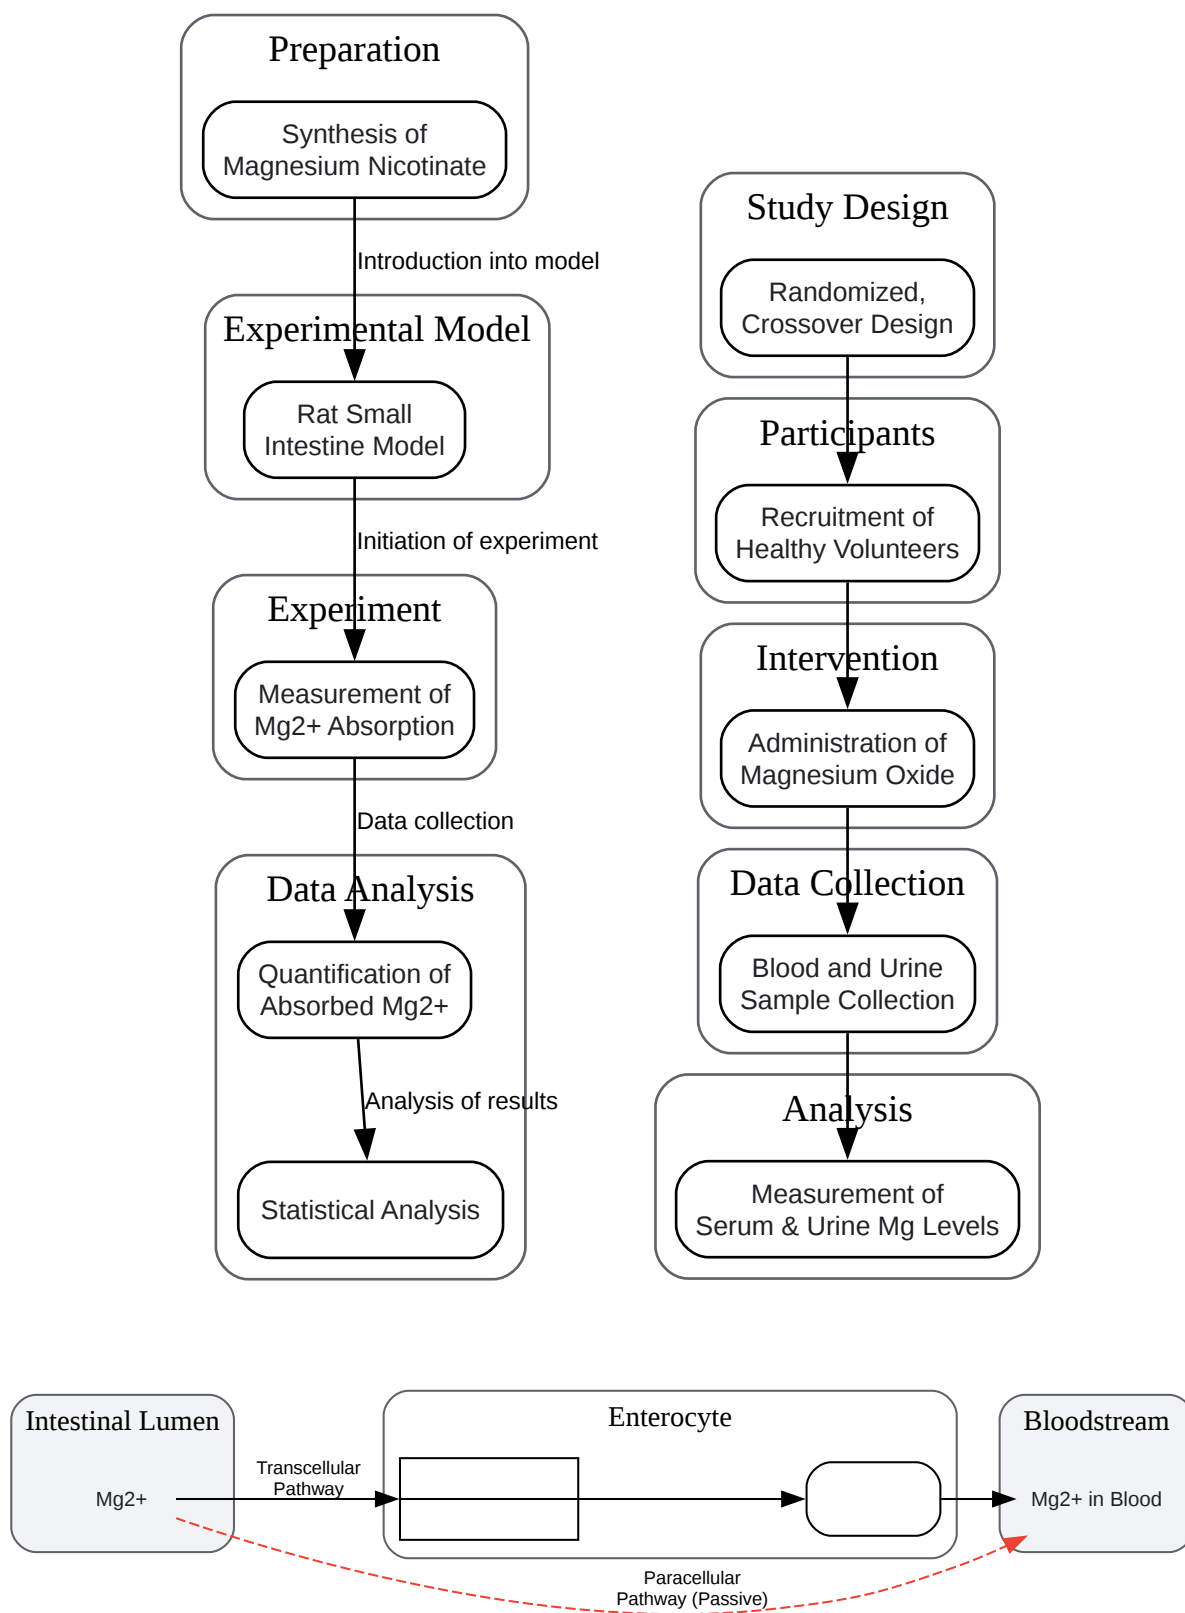 Preparation
Synthesis of
Magnesium Nicotinate
Introduction into model
Experimental Model
Rat Small
Intestine Model
Initiation of experiment
Experiment
Measurement of
Mg2+ Absorption
Data collection
Data Analysis
Quantification of
Absorbed Mg2+
Analysis of results
Statistical Analysis
Study Design
Randomized,
Crossover Design
Participants
Recruitment of
Healthy Volunteers
Intervention
Administration of
Magnesium Oxide
Data Collection
Blood and Urine
Sample Collection
Analysis
Measurement of
Serum & Urine Mg Levels
Intestinal Lumen
Mg2+
Transcellular
Pathway
Enterocyte
Bloodstream
Mg2+ in Blood
Paracellular
Pathway (Passive)